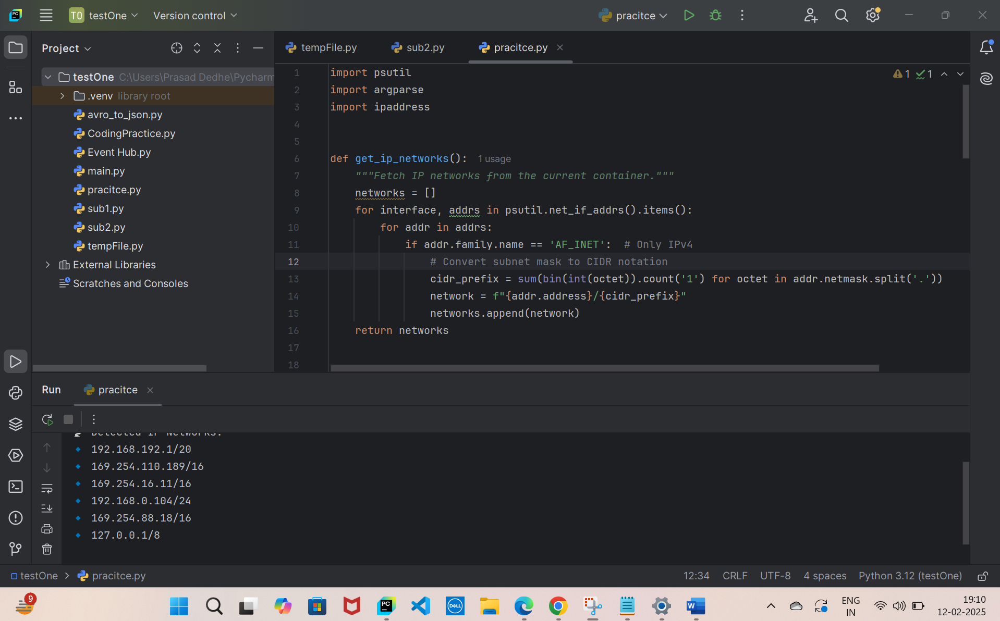 PC
T0 testOne
Version control
pracitce
Project
tempFile.py
sub2.py
pracitce.py
testOne C:\Users\Prasad Dedhe\Pycharm
.venv library root
avro_to_json.py
CodingPractice.py
Event Hub.py
main.py
pracitce.py
sub1.py
sub2.py
tempFile.py
External Libraries
Scratches and Consoles
1 1
1 import psutil
2 import argparse
3 import ipaddress
4
5
6 def get_ip_networks(): 1 usage
7 """Fetch IP networks from the current container."""
8 networks = []
9 for interface, addrs in psutil.net_if_addrs().items():
10 for addr in addrs:
11 if addr.family.name == 'AF_INET': # Only IPv4
12 # Convert subnet mask to CIDR notation
13 cidr_prefix = sum(bin(int(octet)).count('1') for octet in addr.netmask.split('.'))
14 network = f"{addr.address}/{cidr_prefix}"
15 networks.append(network)
16 return networks
17
18
Run
pracitce
Detected IP Networks:
192.168.192.1/20
169.254.110.189/16
169.254.16.11/16
192.168.0.104/24
169.254.88.18/16
127.0.0.1/8
testOne > pracitce.py
12:34 CRLF UTF-8 4 spaces Python 3.12 (testOne)
9
PC
DELL
W
ENG
IN
19:10
12-02-2025